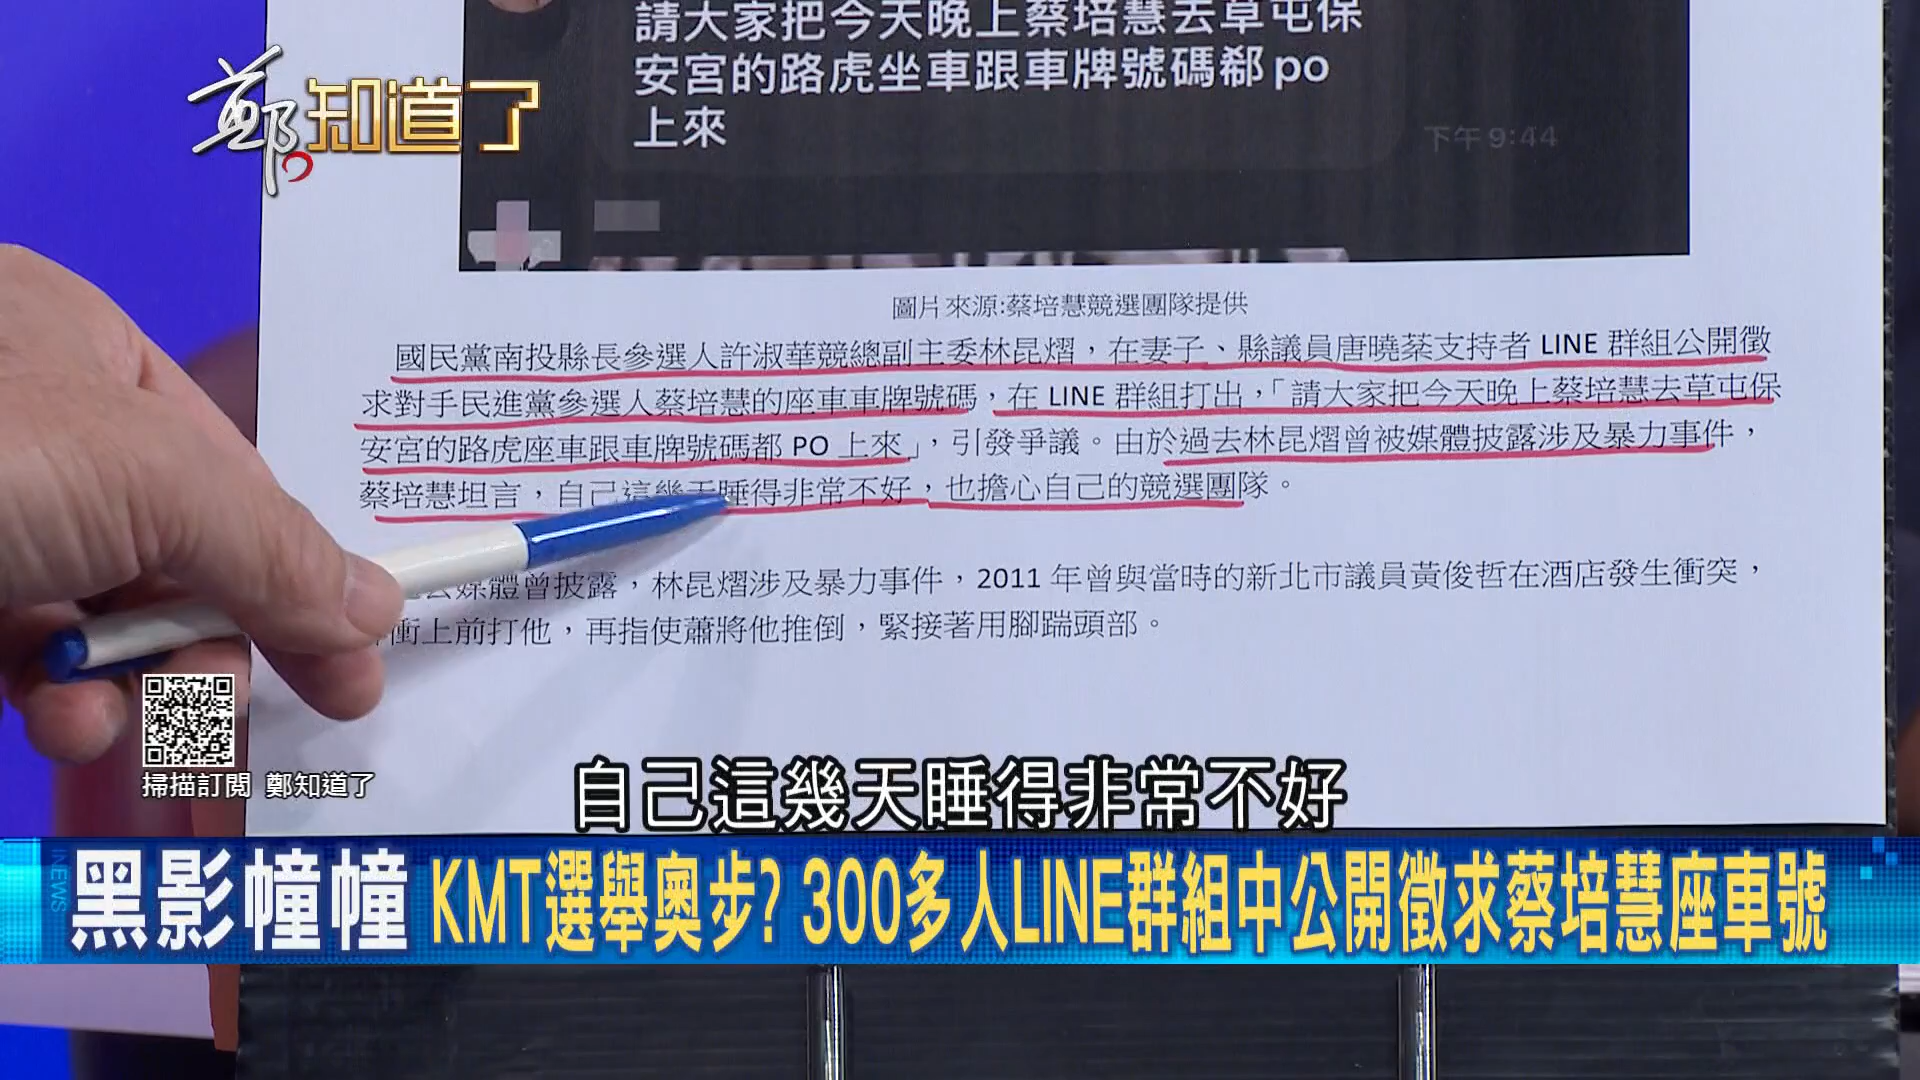 請大家把今天晚上蔡培慧去草屯保
安宮的路虎坐車跟車牌號碼都po
上來
下午9:44
鄭知道了
圖片來源:蔡培慧競選團隊提供
國民黨南投縣長參選人許淑華競總副主委林昆熠，在妻子、縣議員唐曉棻支持者 LINE 群組公開徵
求對手民進黨參選人蔡培慧的座車車牌號碼，在 LINE 群組打出，「請大家把今天晚上蔡培慧去草屯保
安宮的路虎座車跟車牌號碼都 PO 上來」，引發爭議。由於過去林昆熠曾被媒體披露涉及暴力事件，
蔡培慧坦言，自己這幾天睡得非常不好，也擔心自己的競選團隊。
媒體曾披露，林昆熠涉及暴力事件，2011 年曾與當時的新北市議員黃俊哲在酒店發生衝突，
衝上前打他，再指使蕭將他推倒，緊接著用腳踹頭部。
掃描訂閱 鄭知道了
自己這幾天睡得非常不好
INEWS
黑影幢幢
KMT選舉奧步? 300多人LINE群組中公開徵求蔡培慧座車號